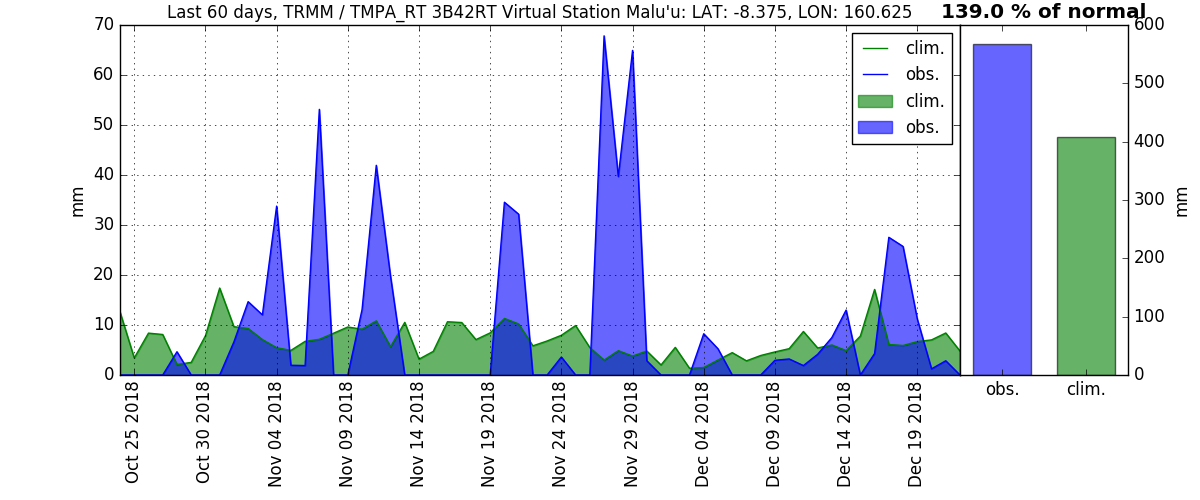 Last 60 days, TRMM / TMPA_RT 3B42RT Virtual Station Malu'u: LAT: -8.375, LON: 160.625
139.0 % of normal
70
60
50
40
30
20
10
0
mm
clim.
obs.
clim.
obs.
600
500
400
300
200
100
0
mm
Oct 25 2018
Oct 30 2018
Nov 04 2018
Nov 09 2018
Nov 14 2018
Nov 19 2018
Nov 24 2018
Nov 29 2018
Dec 04 2018
Dec 09 2018
Dec 14 2018
Dec 19 2018
obs.
clim.